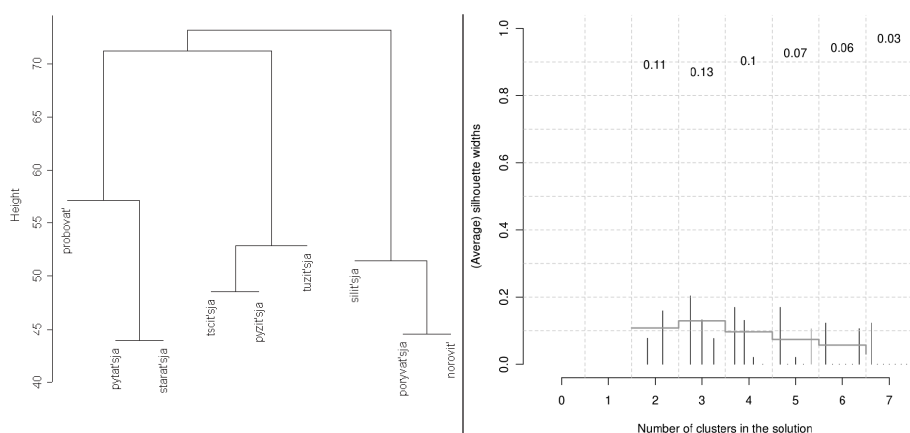 Height
70
65
60
55
50
45
40
probovat'
pytat'sja
starat'sja
tscit'sja
pyzit'sja
tuzit'sja
silit'sja
poryvat'sja
norovit'
(Average) silhouette widths
1.0
0.8
0.6
0.4
0.2
0.0
0.11
0.13
0.1
0.07
0.06
0.03
0 1 2 3 4 5 6 7
Number of clusters in the solution